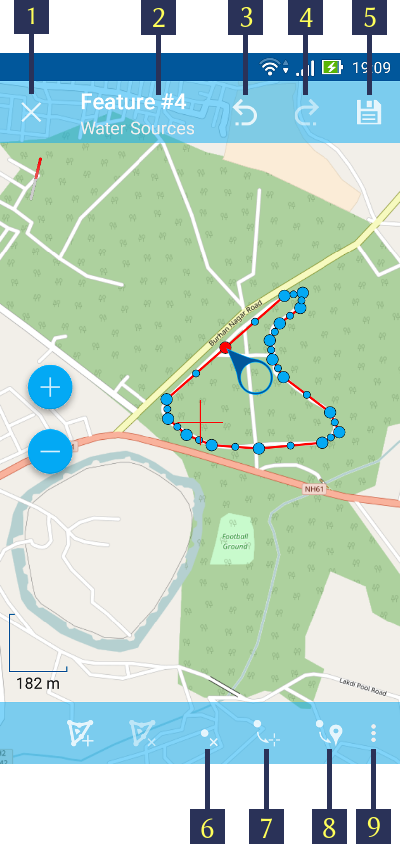 1 2 3 4 5
19:09
Feature #4
Water Sources
Burhan Nagar Road
NH61
Football
Ground
182 m
Lakdi Pool Road
6 7 8 9